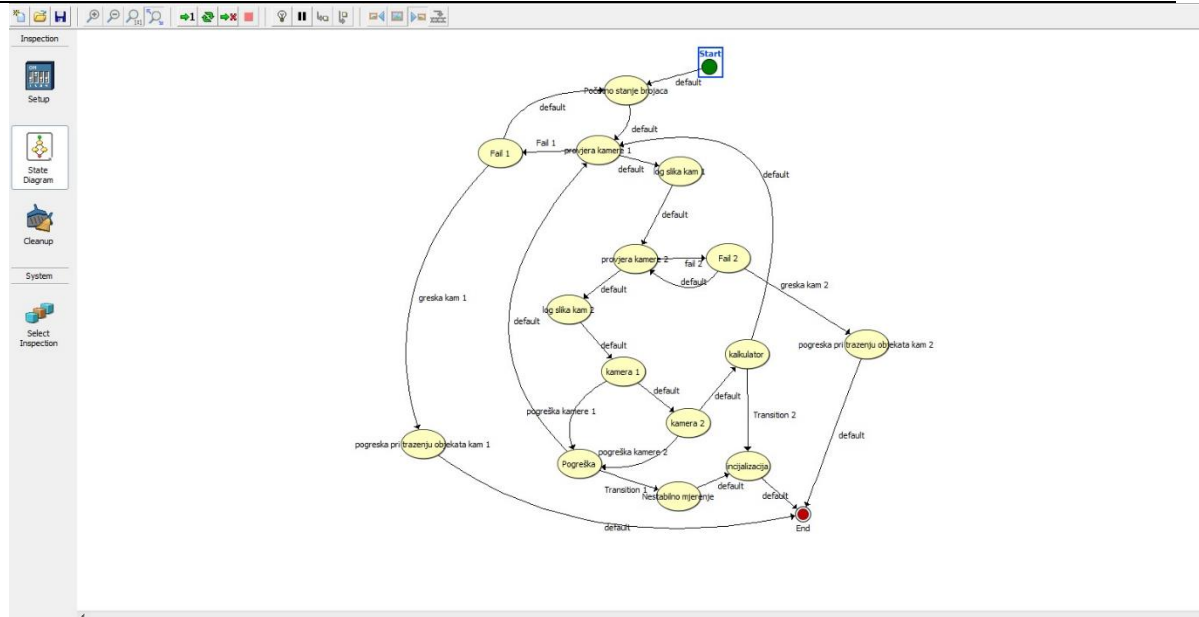 Inspection
Setup
State
Diagram
Cleanup
System
Select
Inspection
Start
default
Početno stanje brojaca
default
default
Fail 1
Fail 1
provjera kamere 1
default
log slika kam 1
default
default
provjera kamere 2
fail 2
Fail 2
default
default
greska kam 2
greska kam 1
log slika kam 2
default
default
kalkulator
pogreska pri trazenju objekata kam 2
kamera 1
default
default
pogreška kamere 1
kamera 2
Transition 2
default
pogreska pri trazenju objekata kam 1
pogreška kamere 2
Pogreška
incijalizacija
Transition 1
Nestabilno mjerenje
default
default
default
End